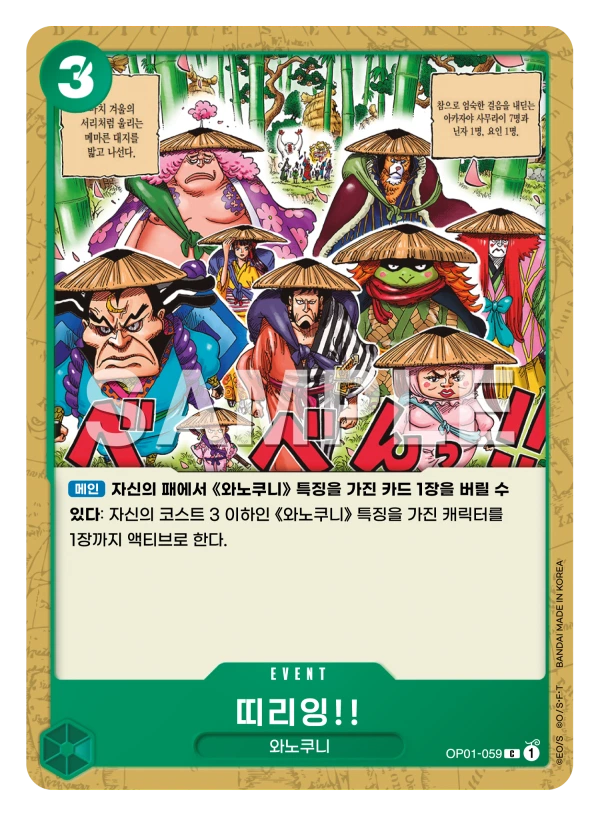 3
치 겨울의
서리처럼 울리는
메마른 대지를
밟고 나선다.
참으로 엄숙한 걸음을 내딛는
아카자야 사무라이 7명과
닌자 1명, 요인 1명.
べべんっ!!
SAMPLE
메인 자신의 패에서 《와노쿠니》 특징을 가진 카드 1장을 버릴 수
있다: 자신의 코스트 3 이하인 《와노쿠니》 특징을 가진 캐릭터를
1장까지 액티브로 한다.
EVENT
띠리잉!!
와노쿠니
OP01-059 C 1
©E.O/S. ©O/S·F·T BANDAI MADE IN KOREA